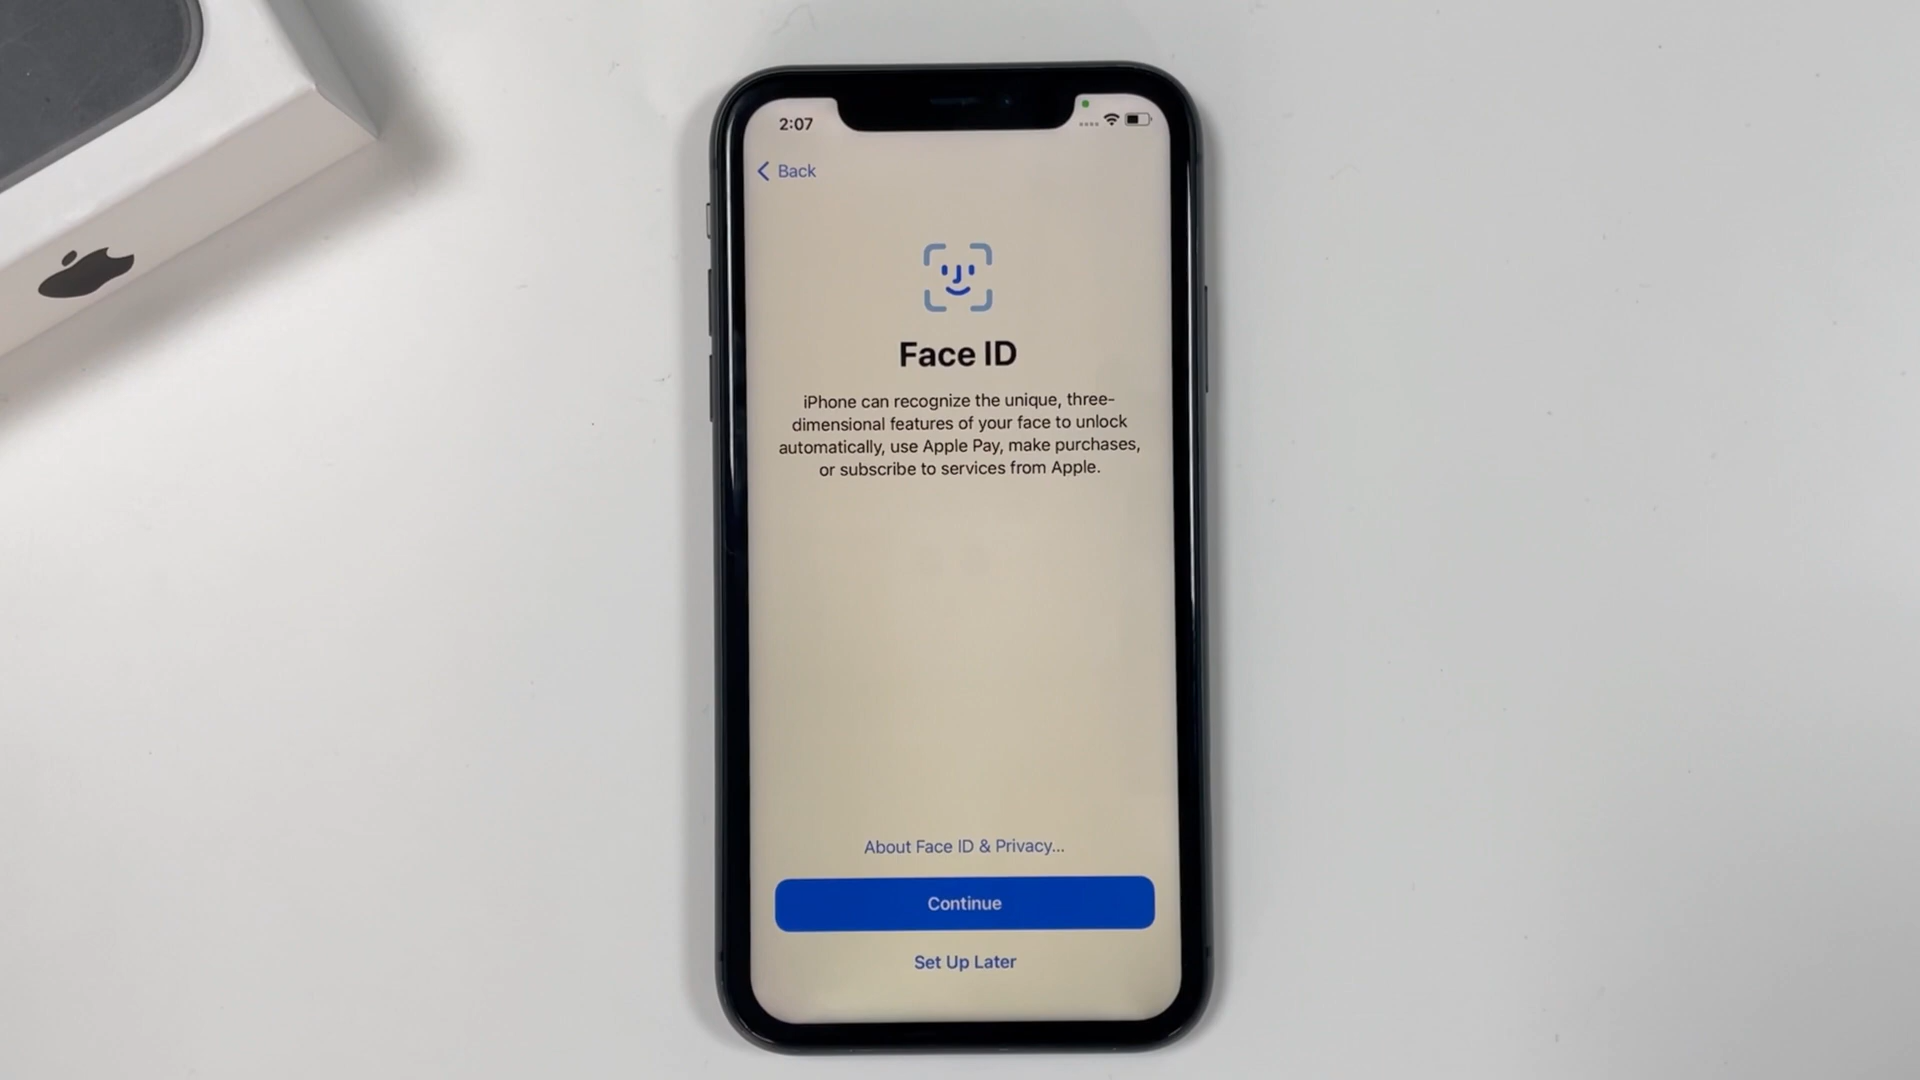 2:07
Back
Face ID
iPhone can recognize the unique, three-
dimensional features of your face to unlock
automatically, use Apple Pay, make purchases,
or subscribe to services from Apple.
About Face ID & Privacy...
Continue
Set Up Later